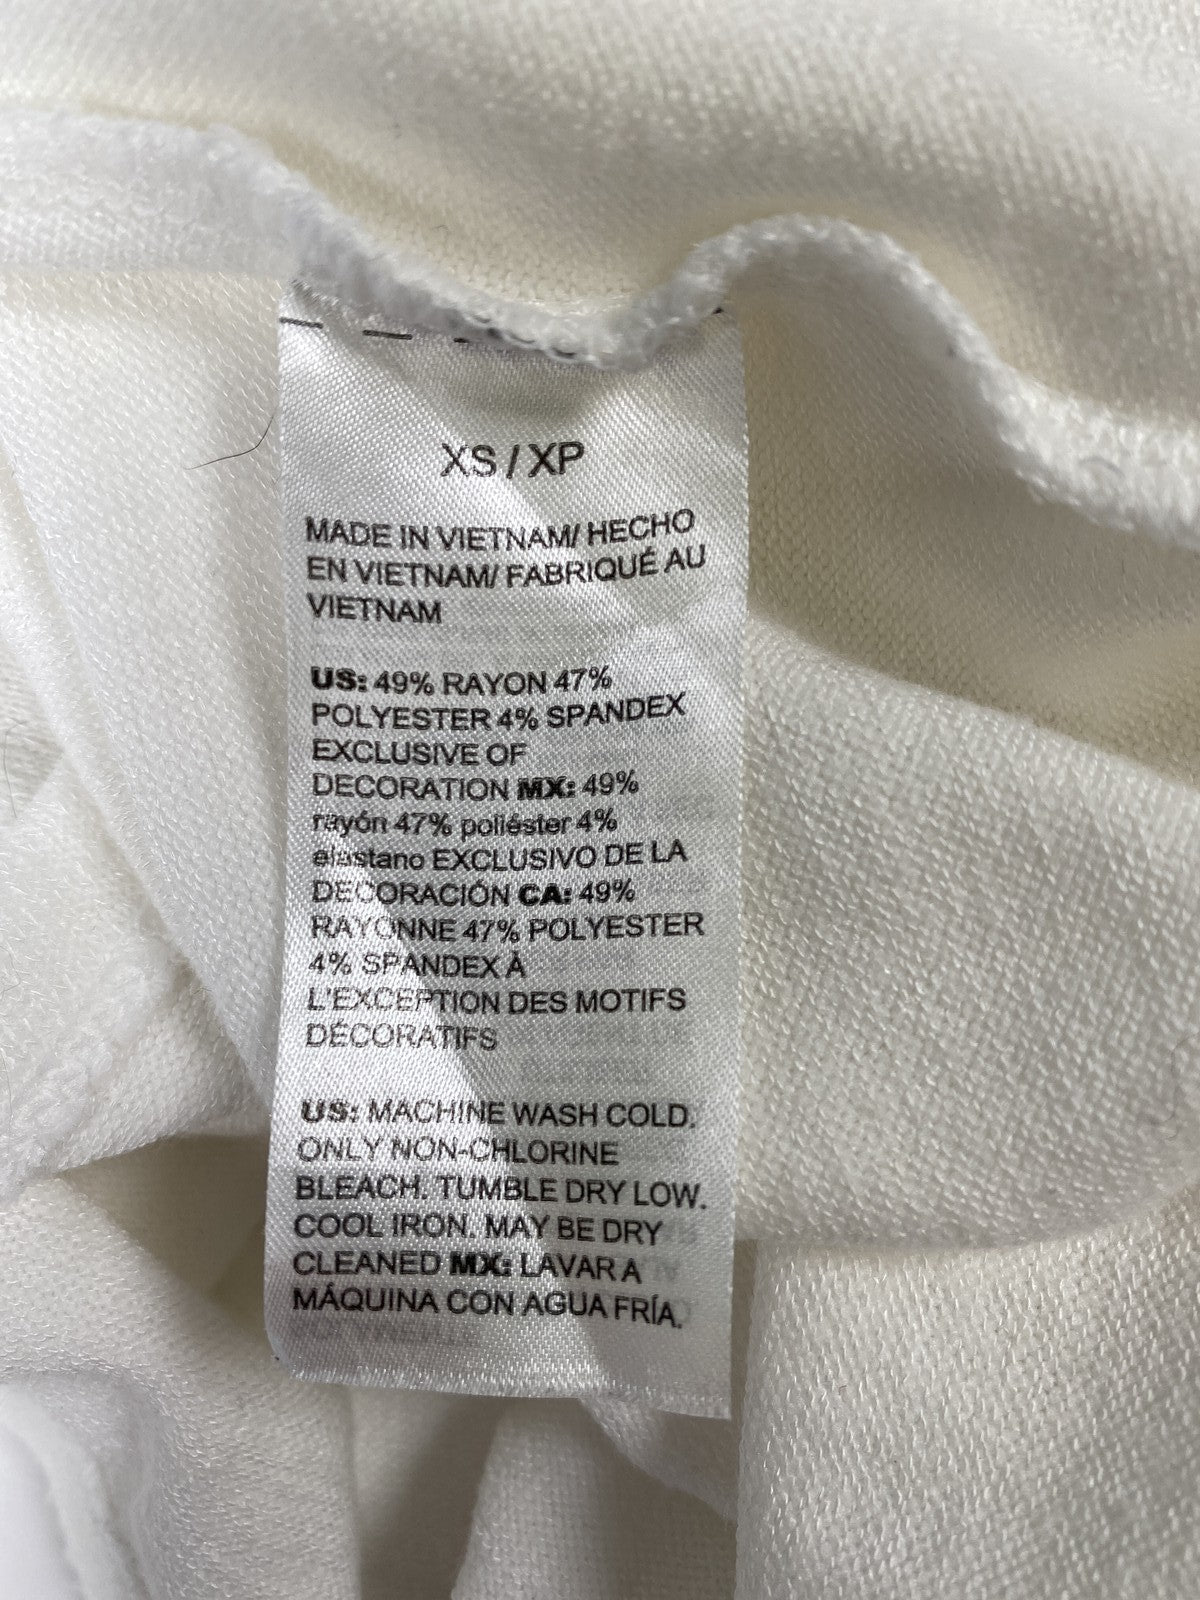 XS / XP
MADE IN VIETNAM/ HECHO
EN VIETNAM/ FABRIQUÉ AU
VIETNAM
US: 49% RAYON 47%
POLYESTER 4% SPANDEX
EXCLUSIVE OF
DECORATION MX: 49%
rayón 47% poliéster 4%
elastano EXCLUSIVO DE LA
DECORACIÓN CA: 49%
RAYONNE 47% POLYESTER
4% SPANDEX À
L'EXCEPTION DES MOTIFS
DÉCORATIFS
US: MACHINE WASH COLD.
ONLY NON-CHLORINE
BLEACH. TUMBLE DRY LOW.
COOL IRON. MAY BE DRY
CLEANED MX: LAVAR A
MÁQUINA CON AGUA FRÍA.